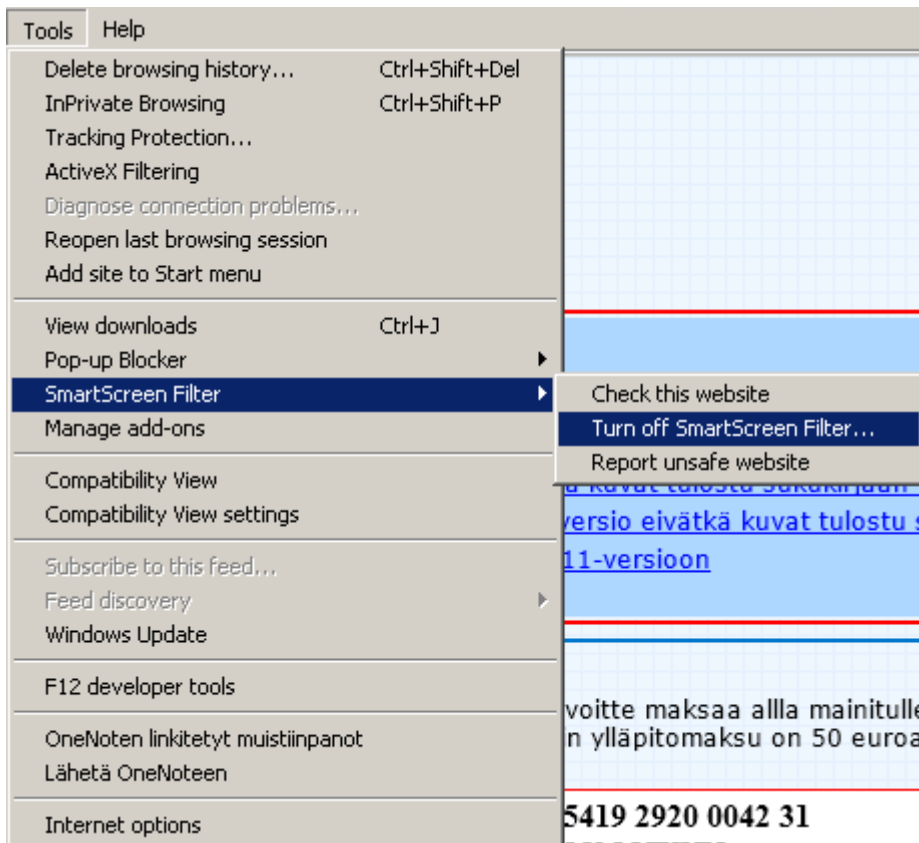 Tools Help
Delete browsing history... Ctrl+Shift+Del
InPrivate Browsing Ctrl+Shift+P
Tracking Protection...
ActiveX Filtering
Diagnose connection problems...
Reopen last browsing session
Add site to Start menu
View downloads Ctrl+J
Pop-up Blocker
SmartScreen Filter
Manage add-ons
Compatibility View
Compatibility View settings
Subscribe to this feed...
Feed discovery
Windows Update
F12 developer tools
OneNoten linkitetyt muistiinpanot
Lähetä OneNoteen
Internet options
Check this website
Turn off SmartScreen Filter...
Report unsafe website
kuvat tulostu sukukirjaan
versio eivätkä kuvat tulostu
11-versioon
voitte maksaa allla mainitulle
n ylläpitomaksu on 50 euroa
5419 2920 0042 31